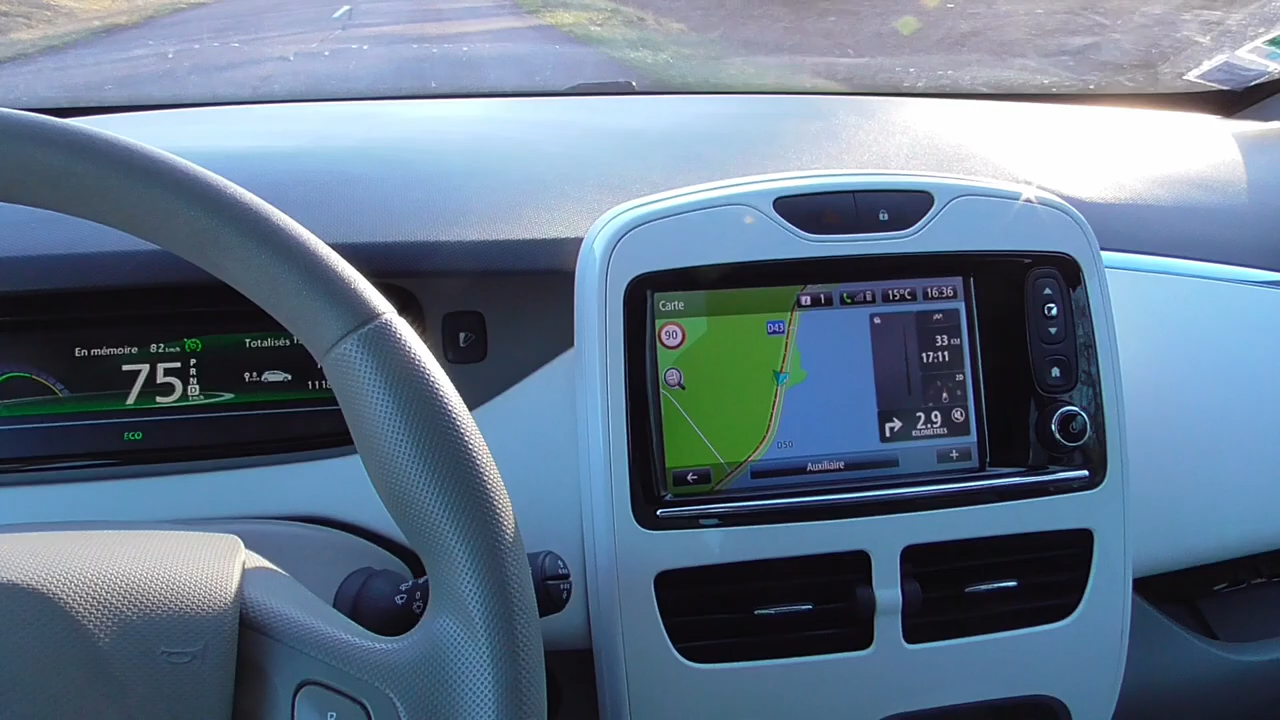 Carte
1
15°C
16:36
90
D43
33 KM
17:11
2D
2.9
KILOMÈTRES
D50
Auxiliaire
En mémoire 82 km/h
Totalisés
75
km/h
P
R
N
D
ECO
R